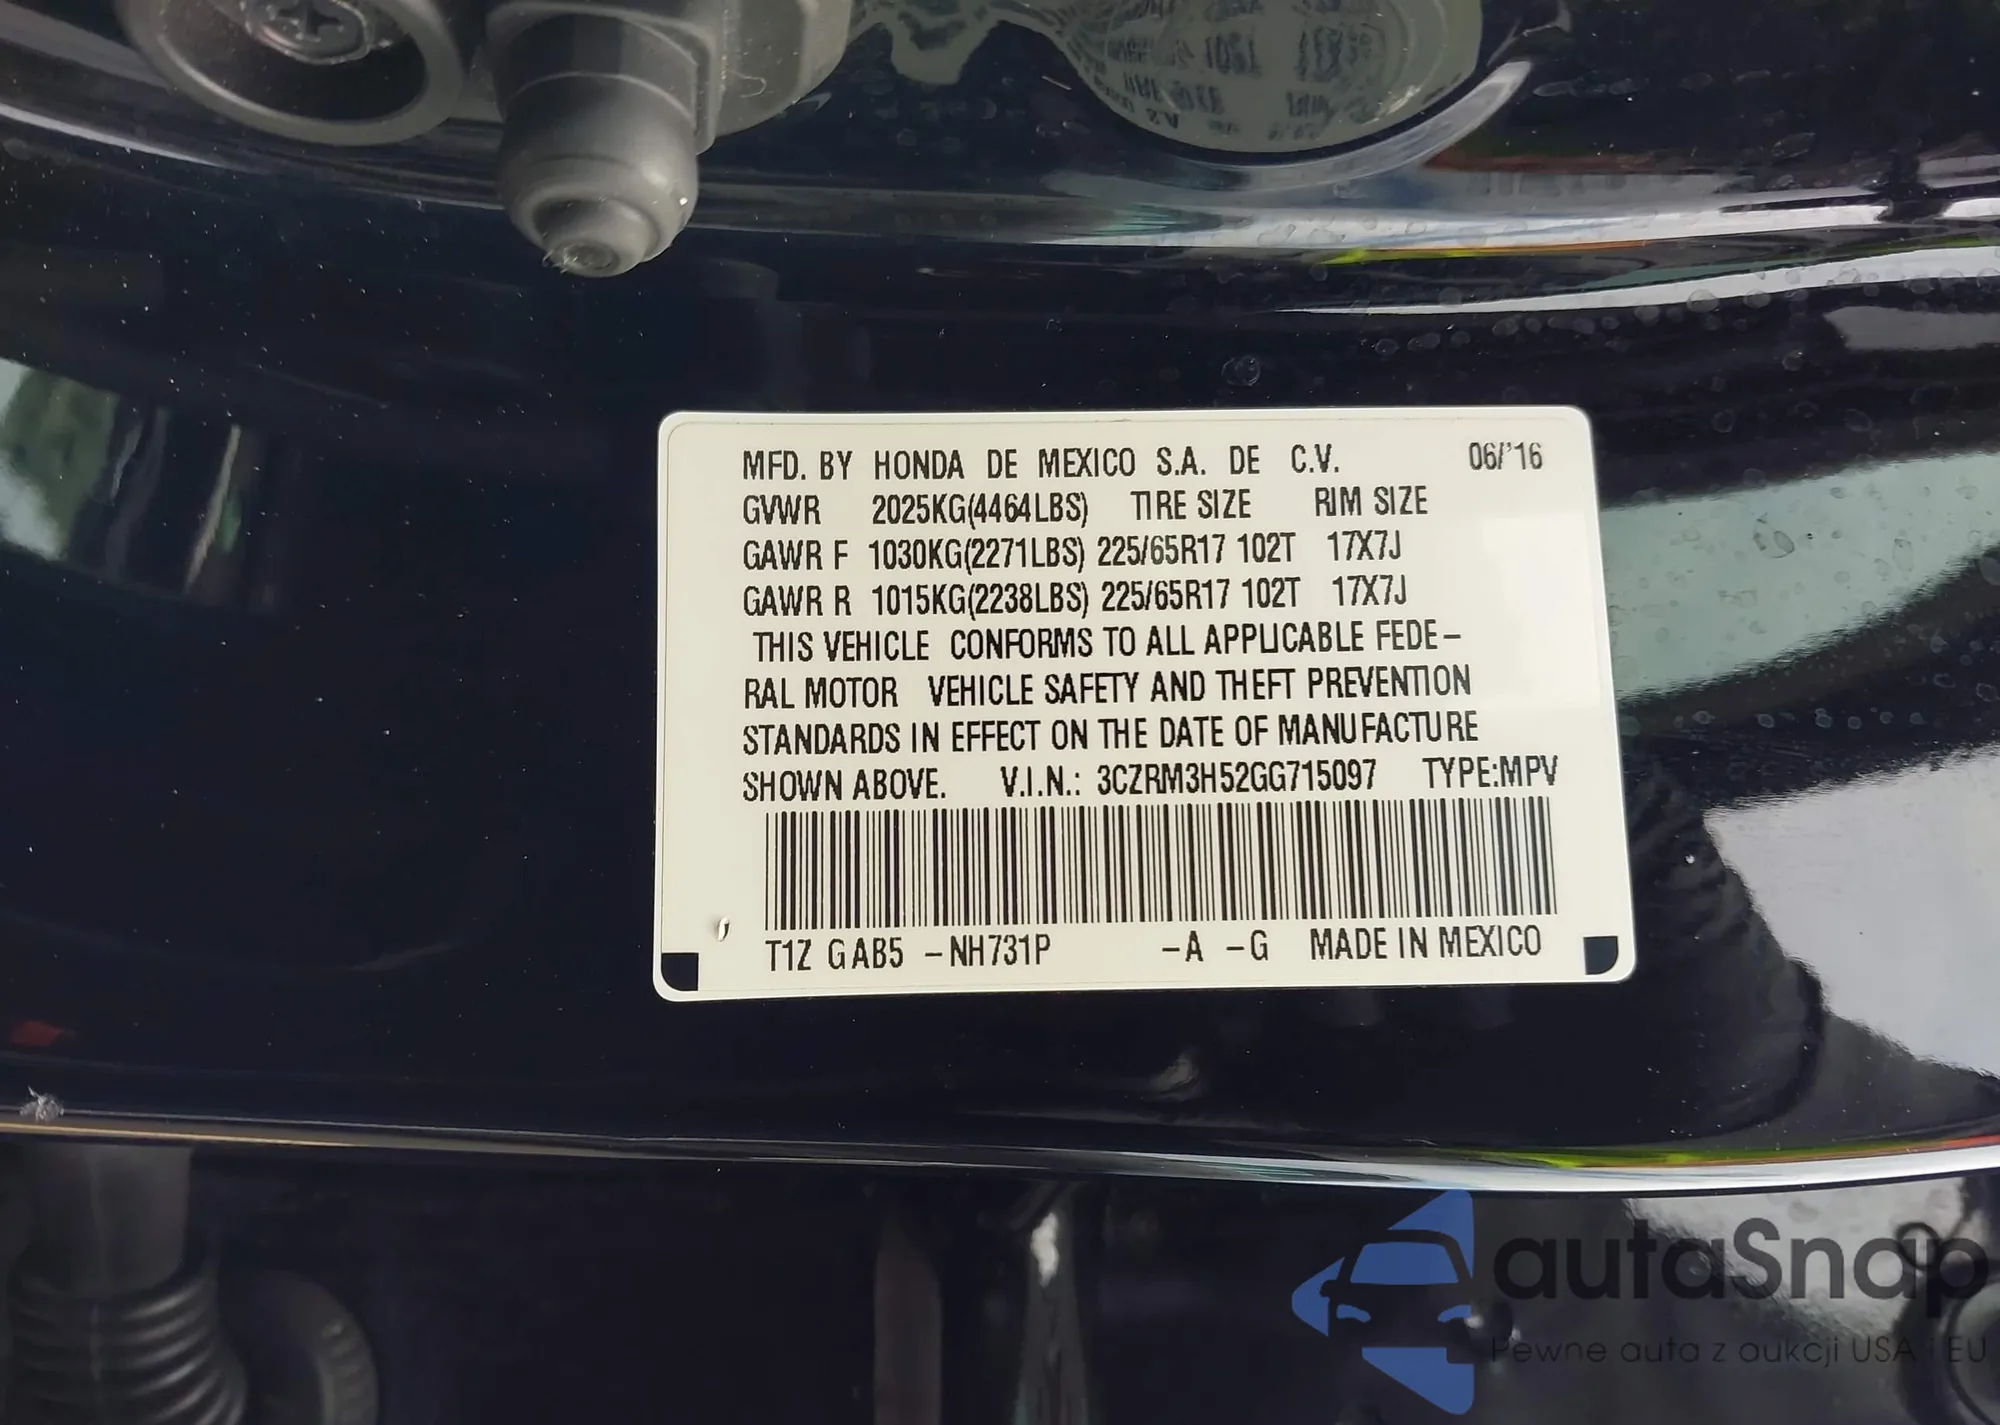 MFD. BY HONDA DE MEXICO S.A. DE C.V. 06/'16
GVWR 2025KG(4464LBS) TIRE SIZE RIM SIZE
GAWR F 1030KG(2271LBS) 225/65R17 102T 17X7J
GAWR R 1015KG(2238LBS) 225/65R17 102T 17X7J
THIS VEHICLE CONFORMS TO ALL APPLICABLE FEDE-
RAL MOTOR VEHICLE SAFETY AND THEFT PREVENTION
STANDARDS IN EFFECT ON THE DATE OF MANUFACTURE
SHOWN ABOVE. V.I.N.: 3CZRM3H52GG715097 TYPE:MPV
T1Z GAB5 -NH731P -A -G MADE IN MEXICO
autaSnap
Pewne auta z aukcji USA i EU